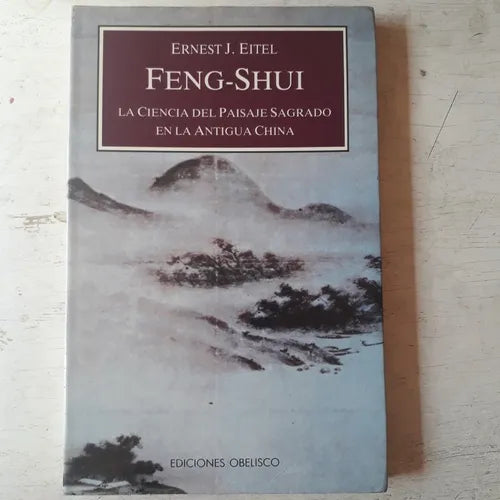 ERNEST J. EITEL
FENG-SHUI
LA CIENCIA DEL PAISAJE SAGRADO
EN LA ANTIGUA CHINA
EDICIONES OBELISCO